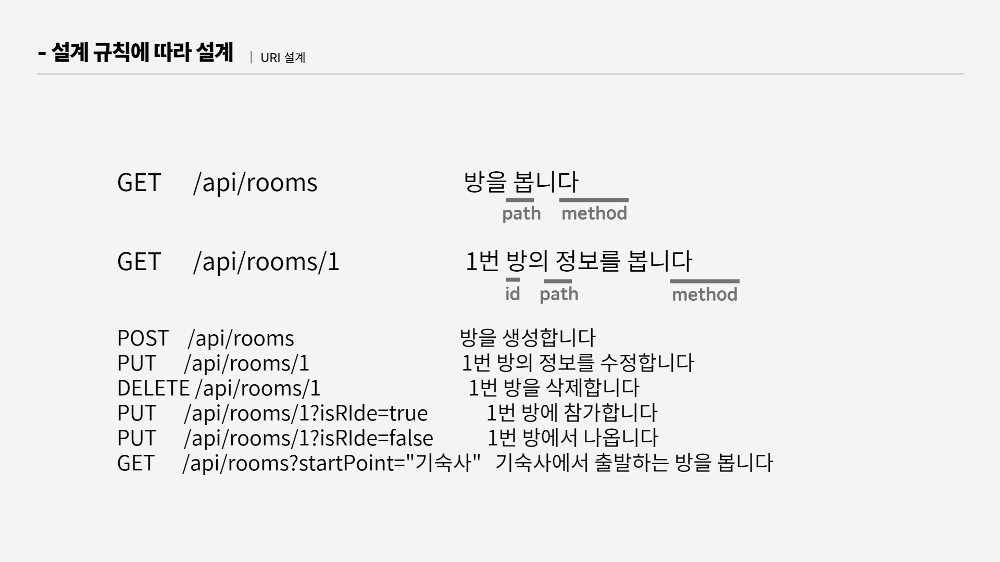 - 설계 규칙에 따라 설계 | URI 설계
GET /api/rooms 방을 봅니다
path method
GET /api/rooms/1 1번 방의 정보를 봅니다
id path method
POST /api/rooms 방을 생성합니다
PUT /api/rooms/1 1번 방의 정보를 수정합니다
DELETE /api/rooms/1 1번 방을 삭제합니다
PUT /api/rooms/1?isRIde=true 1번 방에 참가합니다
PUT /api/rooms/1?isRIde=false 1번 방에서 나옵니다
GET /api/rooms?startPoint="기숙사" 기숙사에서 출발하는 방을 봅니다